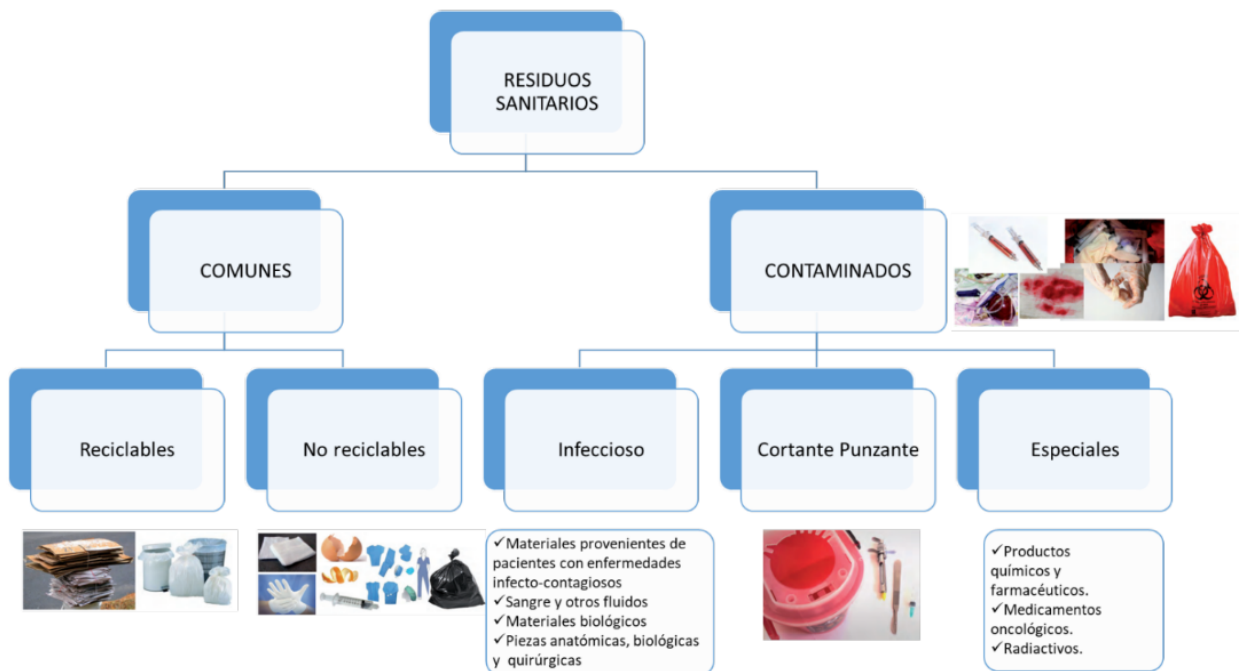 RESIDUOS
SANITARIOS
COMUNES
CONTAMINADOS
Reciclables
No reciclables
Infeccioso
Cortante Punzante
Especiales
✓Materiales provenientes de
pacientes con enfermedades
infecto-contagiosos
✓Sangre y otros fluidos
✓Materiales biológicos
✓Piezas anatómicas, biológicas
y quirúrgicas
✓Productos
químicos y
farmacéuticos.
✓Medicamentos
oncológicos.
✓Radiactivos.